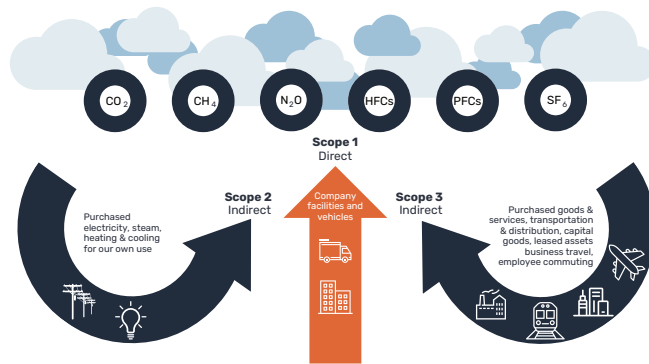 CO₂
CH₄
N₂O
HFCs
PFCs
SF₆
Scope 1
Direct
Scope 2
Indirect
Company
facilities and
vehicles
Scope 3
Indirect
Purchased
electricity, steam,
heating & cooling
for our own use
Purchased goods &
services, transportation
& distribution, capital
goods, leased assets
business travel,
employee commuting